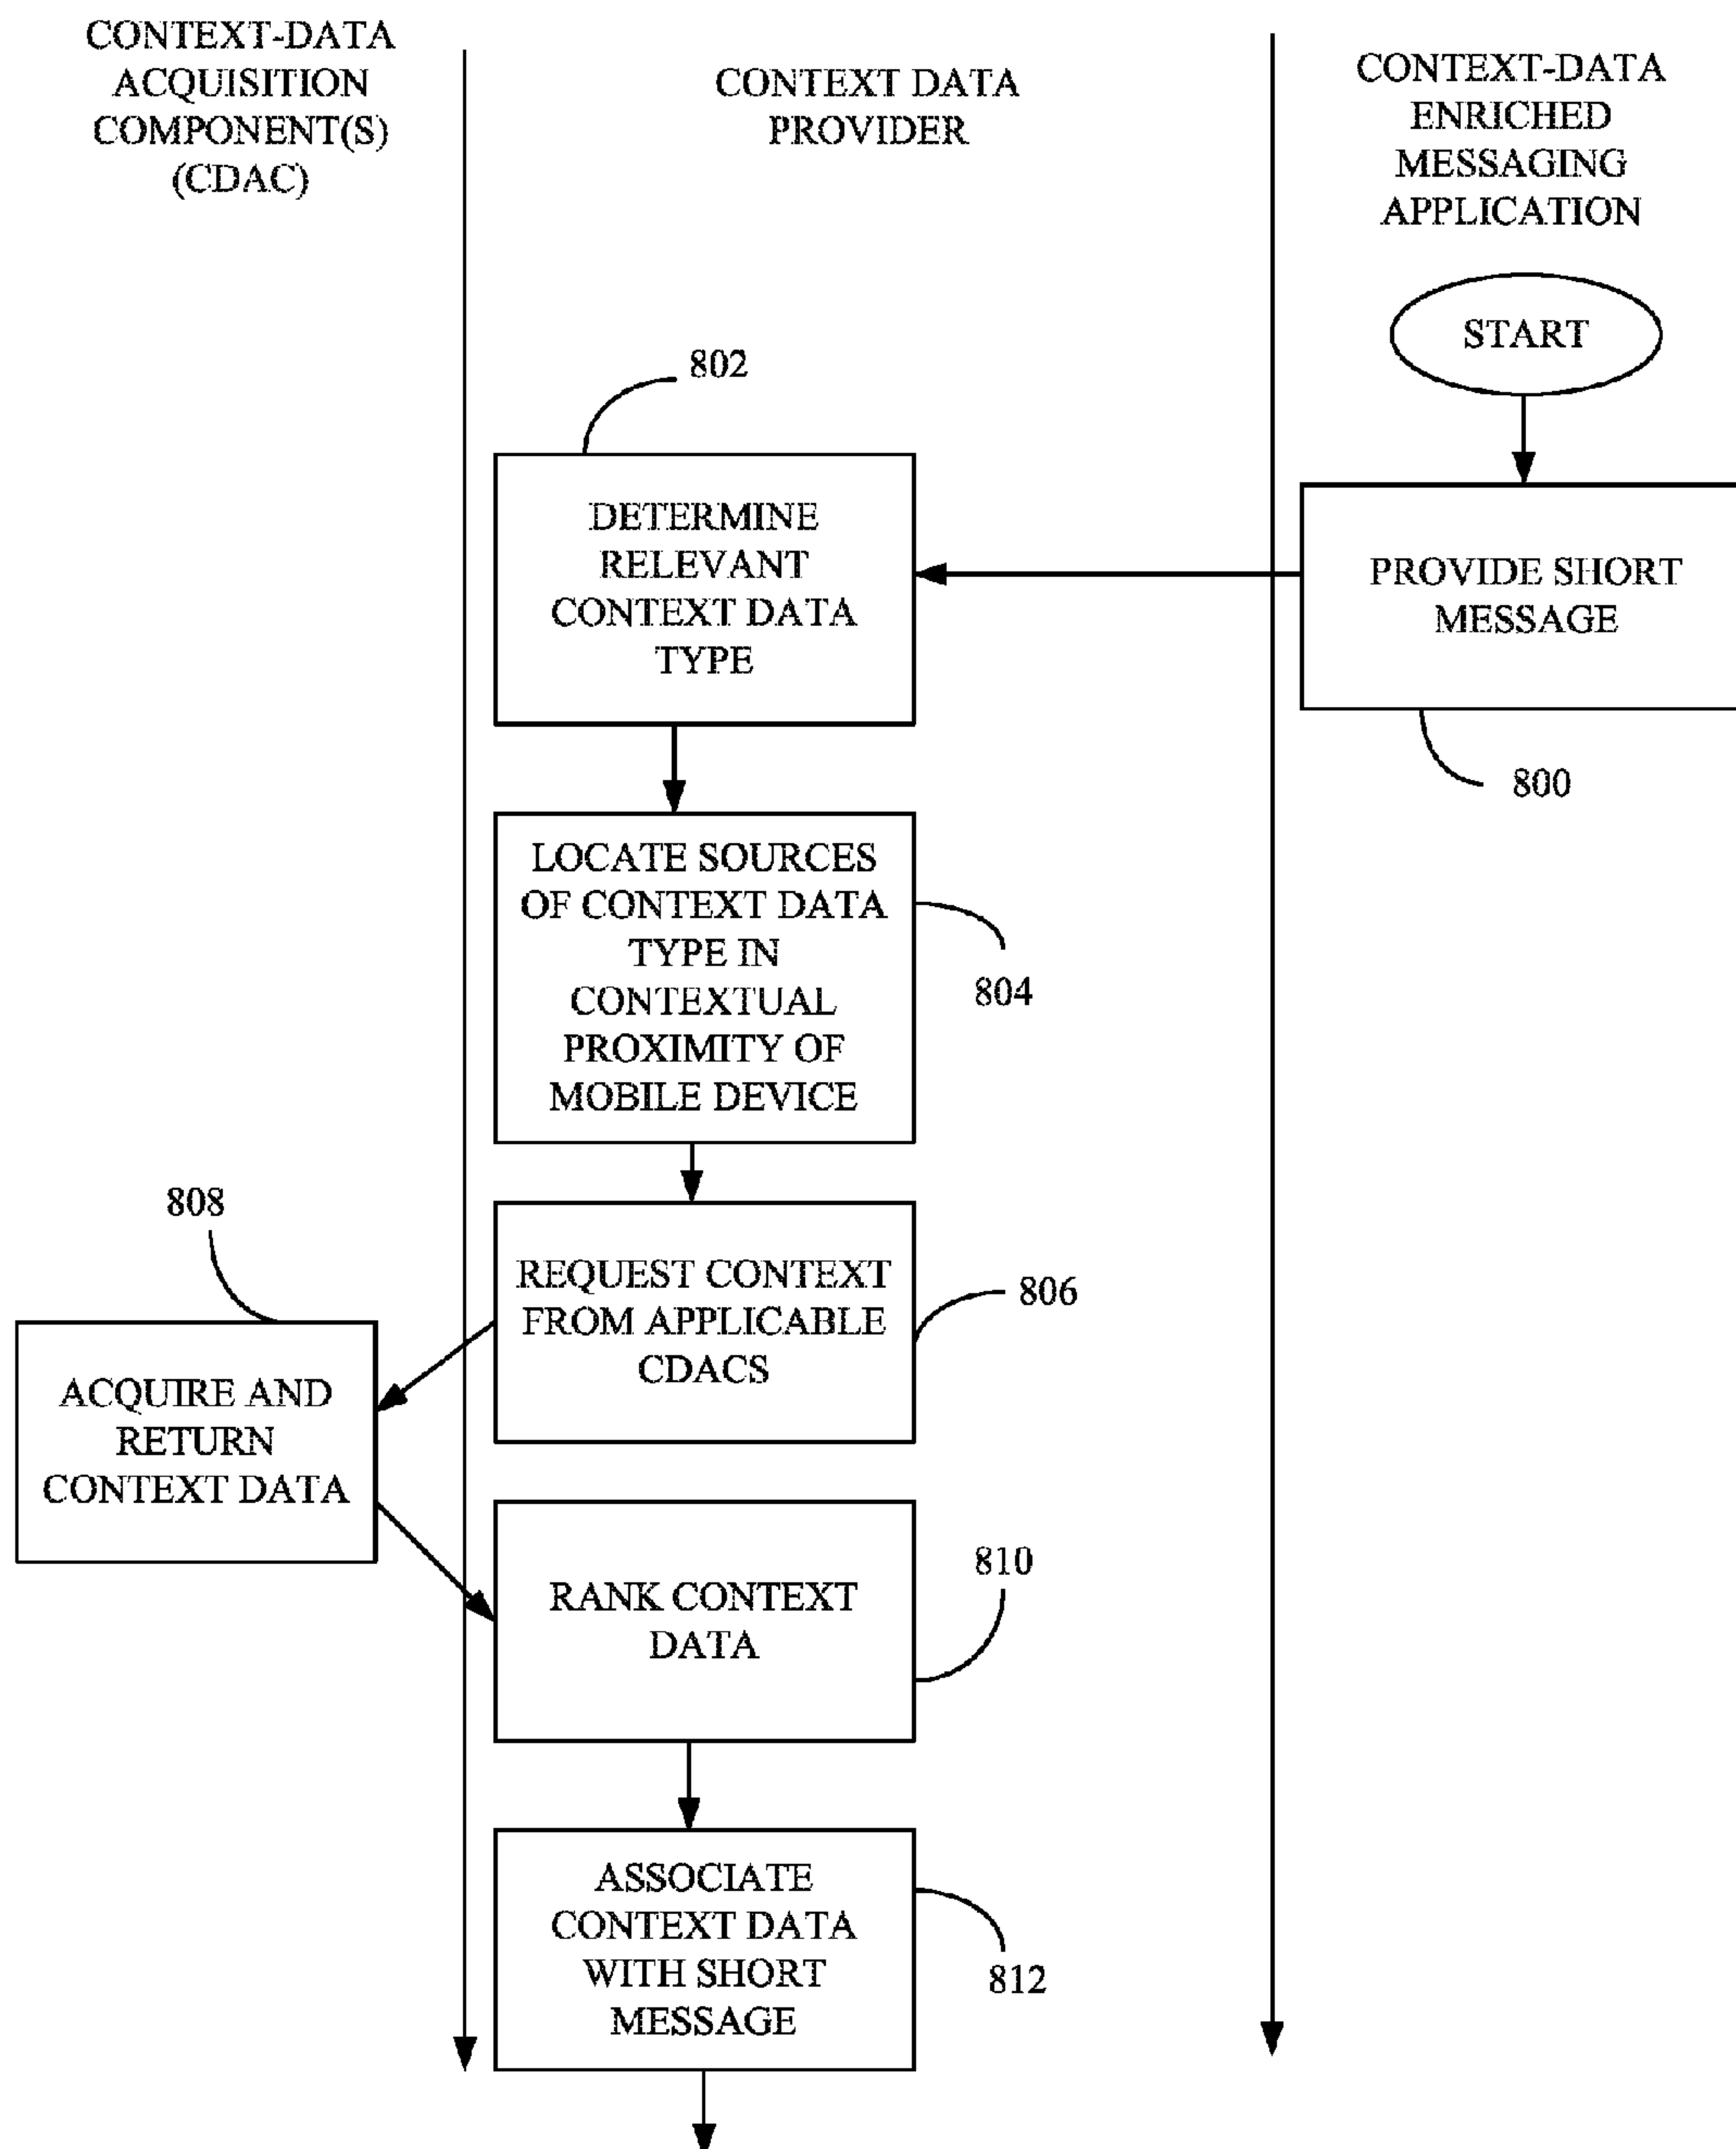 CONTEXT-DATA
ACQUISITION
COMPONENT(S)
(CDAC)
CONTEXT DATA
PROVIDER
CONTEXT-DATA
ENRICHED
MESSAGING
APPLICATION
START
802
DETERMINE
RELEVANT
CONTEXT DATA
TYPE
PROVIDE SHORT
MESSAGE
800
LOCATE SOURCES
OF CONTEXT DATA
TYPE IN
CONTEXTUAL
PROXIMITY OF
MOBILE DEVICE
804
808
REQUEST CONTEXT
FROM APPLICABLE
CDACS
806
ACQUIRE AND
RETURN
CONTEXT DATA
RANK CONTEXT
DATA
810
ASSOCIATE
CONTEXT DATA
WITH SHORT
MESSAGE
812